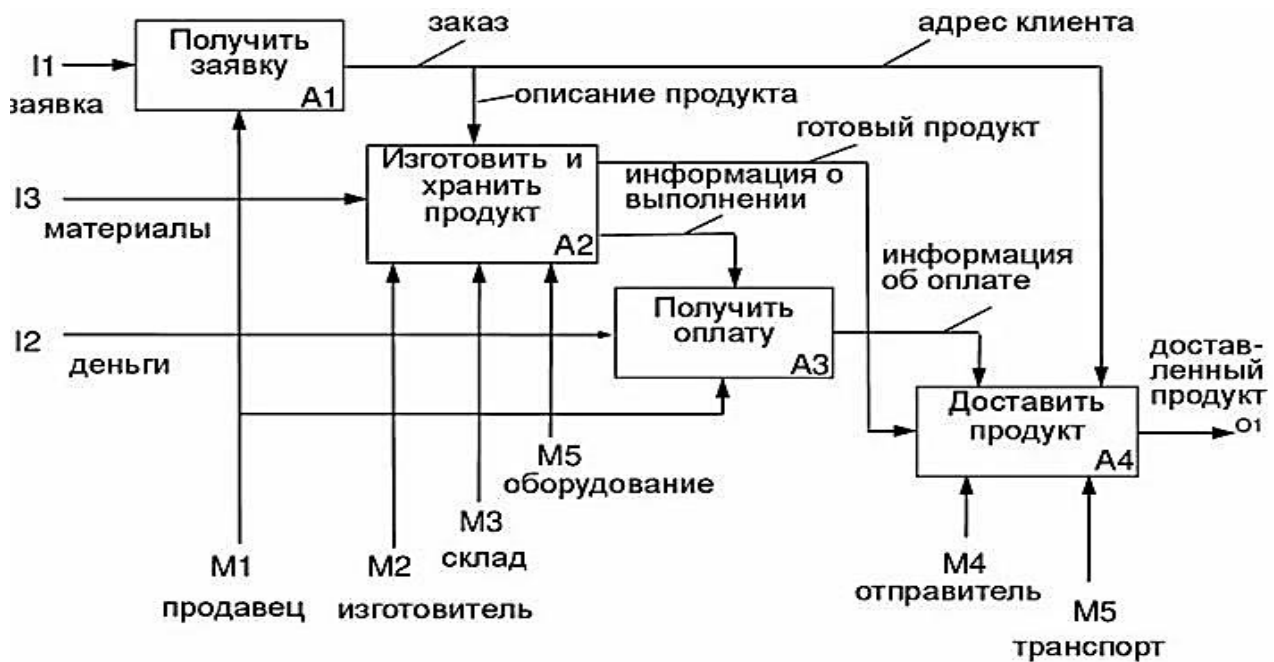 заказ
адрес клиента
Получить
заявку
A1
I1
заявка
описание продукта
готовый продукт
Изготовить и
хранить
продукт
A2
информация о
выполнении
I3
материалы
информация
об оплате
Получить
оплату
A3
I2
деньги
достав-
ленный
продукт
O1
Доставить
продукт
A4
M5
оборудование
M3
склад
M1
продавец
M2
изготовитель
M4
отправитель
M5
транспорт